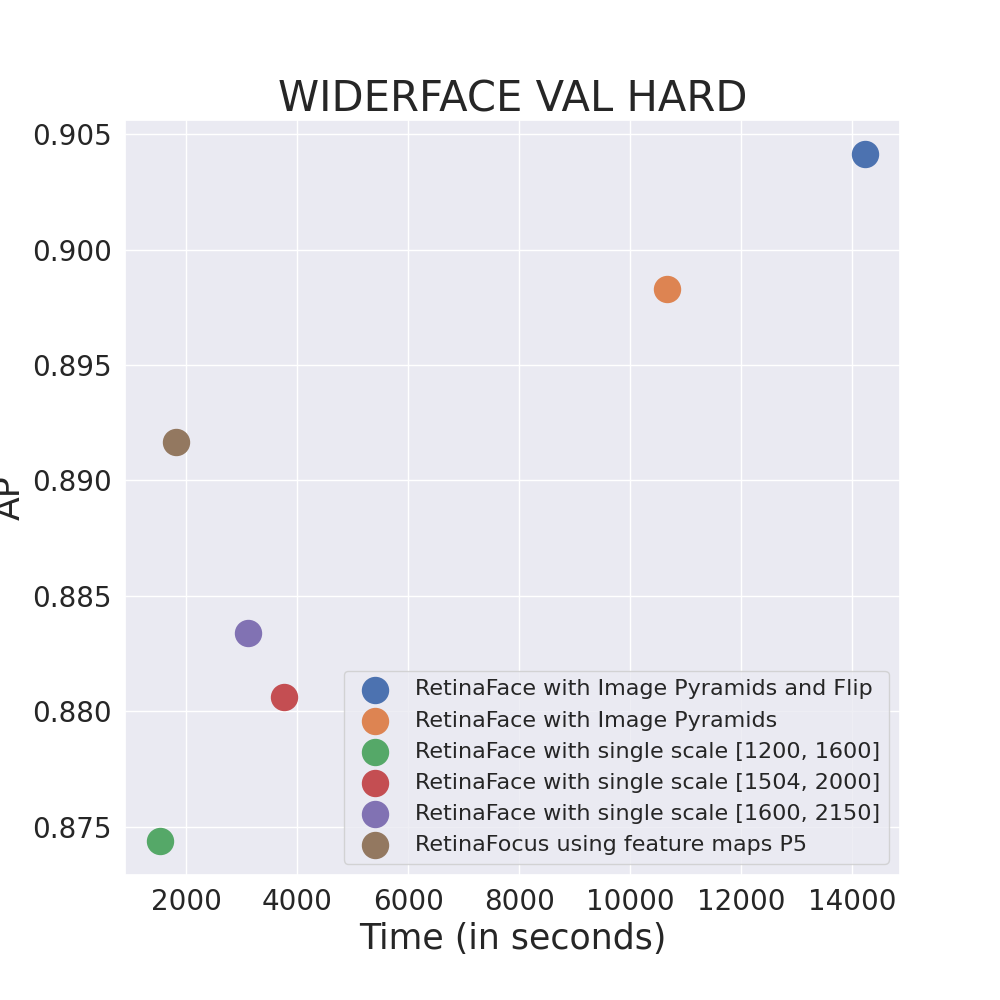 WIDERFACE VAL HARD
0.905
0.900
0.895
0.890
0.885
0.880
0.875
AP
RetinaFace with Image Pyramids and Flip
RetinaFace with Image Pyramids
RetinaFace with single scale [1200, 1600]
RetinaFace with single scale [1504, 2000]
RetinaFace with single scale [1600, 2150]
RetinaFocus using feature maps P5
2000 4000 6000 8000 10000 12000 14000
Time (in seconds)